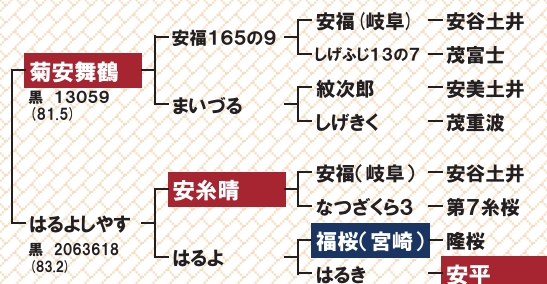 安福165の9
安福(岐阜)
安谷土井
しげふじ13の7
茂富士
菊安舞鶴
黒 13059
(81.5)
まいづる
紋次郎
安美土井
しげきく
茂重波
安糸晴
安福(岐阜)
安谷土井
なつざくら3
第7糸桜
はるよしやす
黒 2063618
(83.2)
はるよ
福桜(宮崎)
隆桜
はるき
安平